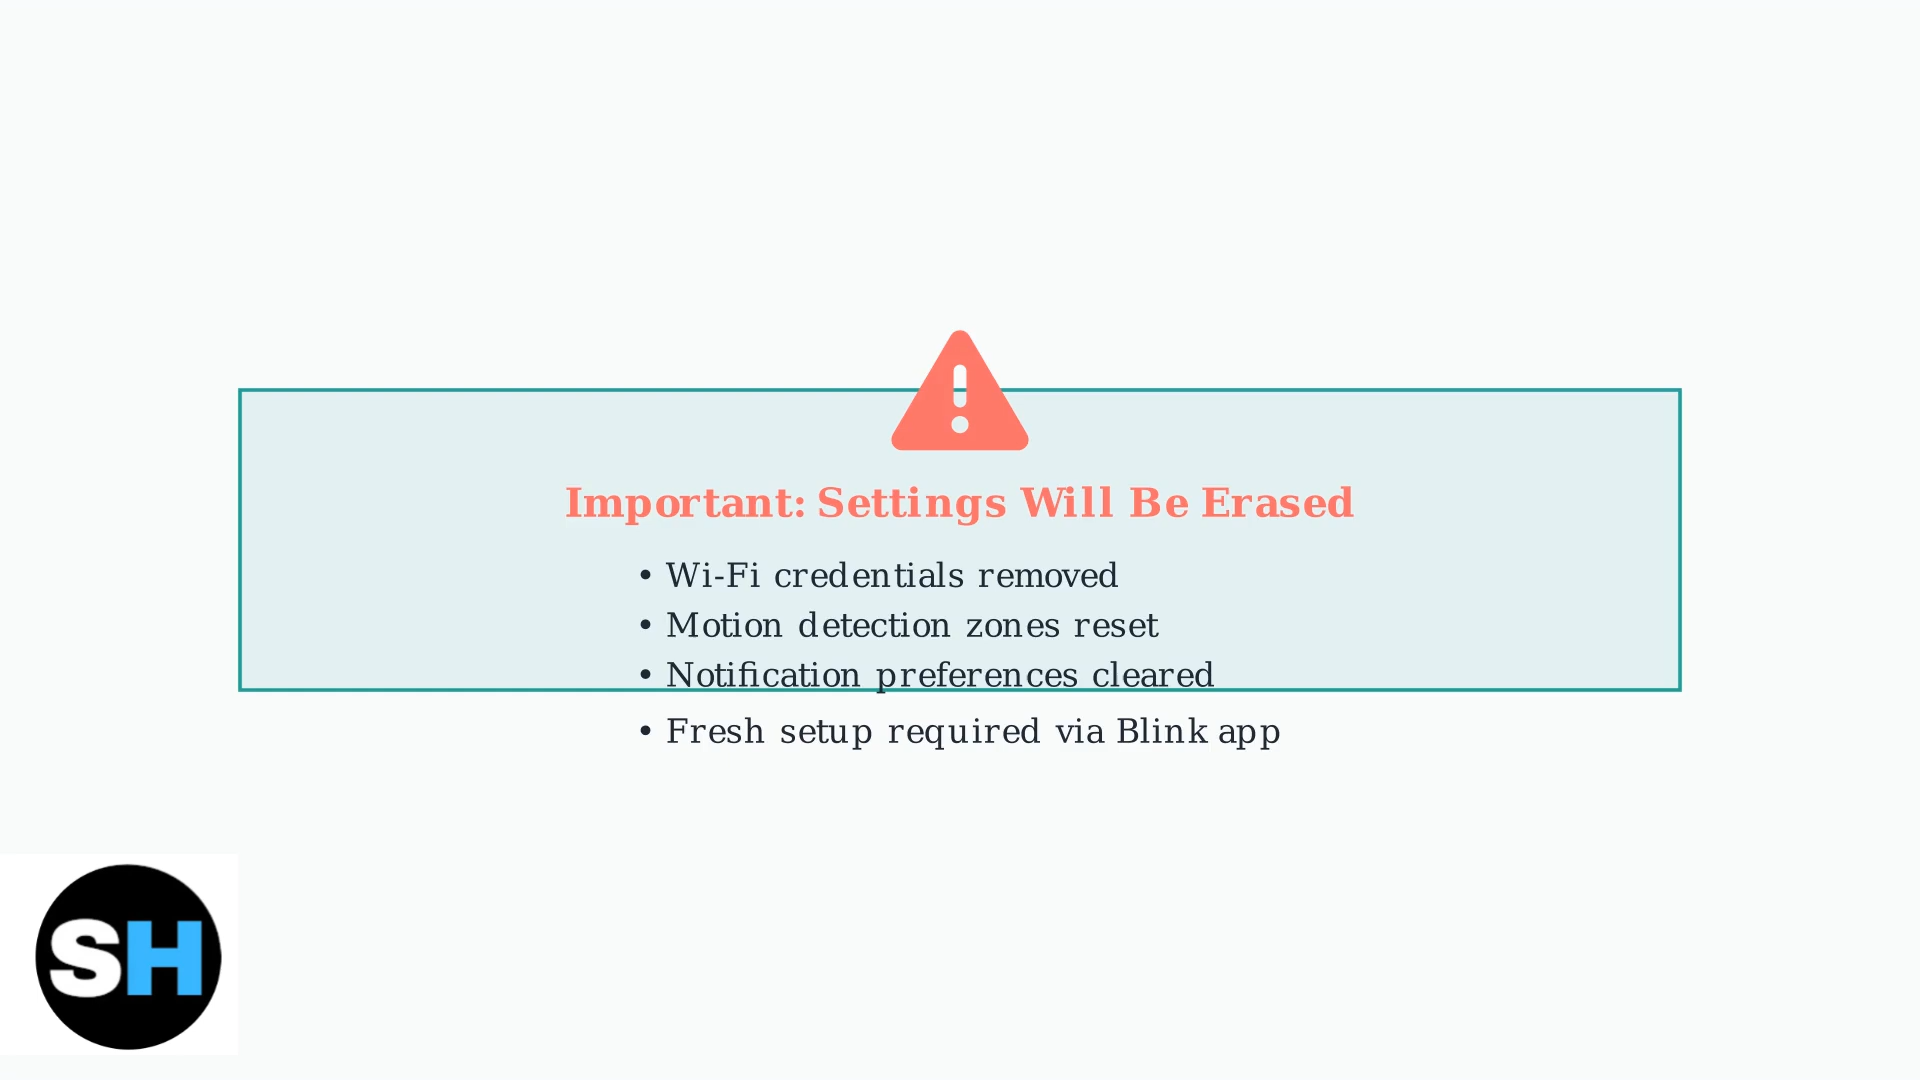 Important: Settings Will Be Erased
• Wi-Fi credentials removed
• Motion detection zones reset
• Notification preferences cleared
• Fresh setup required via Blink app
SH